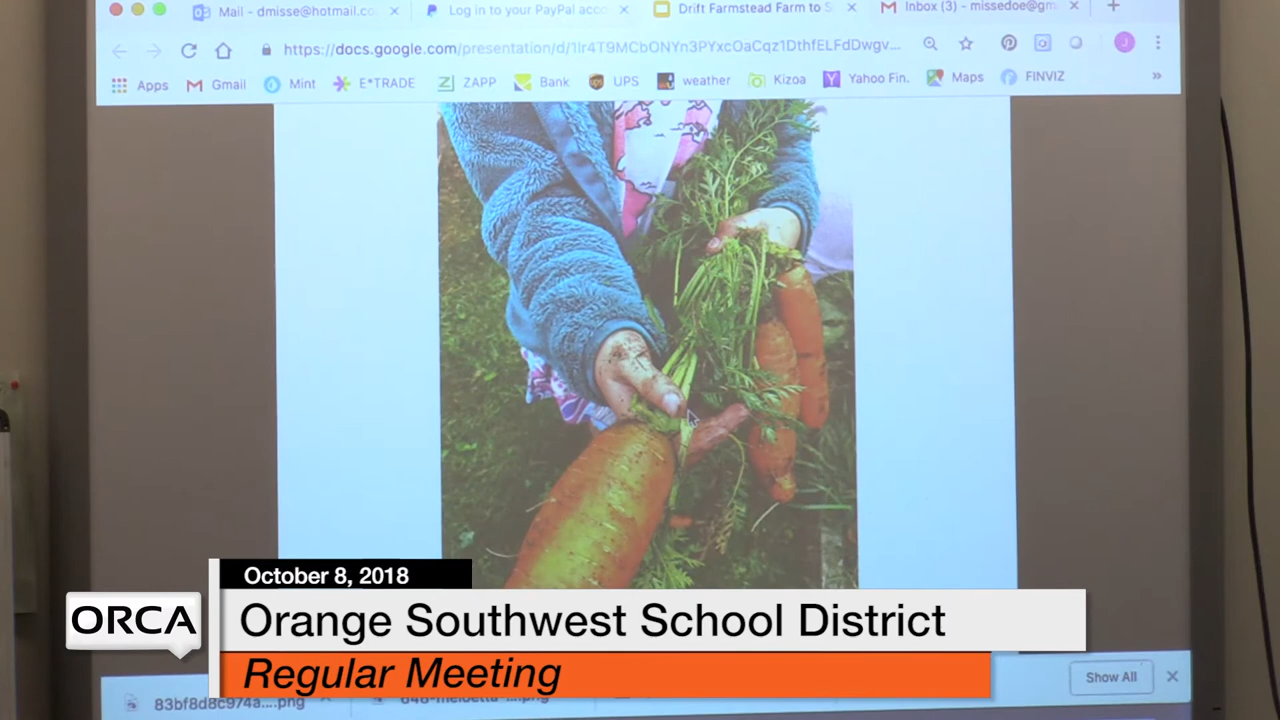 Mail - dmisse@hotmail.co
Log in to your PayPal acco
Drift Farmstead Farm to S
Inbox (3) - missedoe@gm
https://docs.google.com/presentation/d/1lr4T9MCbONYn3PYxcOaCqz1DthfELFdDwgv...
Apps Gmail Mint E*TRADE ZAPP Bank UPS weather Kizoa Yahoo Fin. Maps FINVIZ »
October 8, 2018
ORCA
Orange Southwest School District
Regular Meeting
Show All
83bf8d8c974a....png